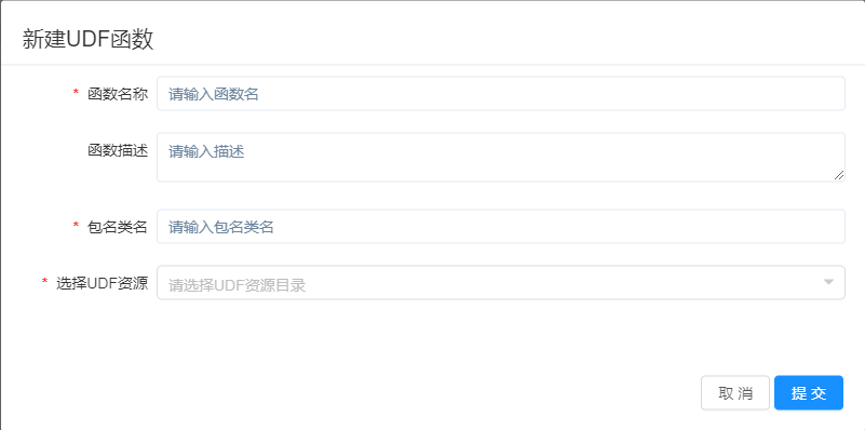 新建UDF函数
* 函数名称 请输入函数名
函数描述 请输入描述
* 包名类名 请输入包名类名
* 选择UDF资源 请选择UDF资源目录
取 消 提 交